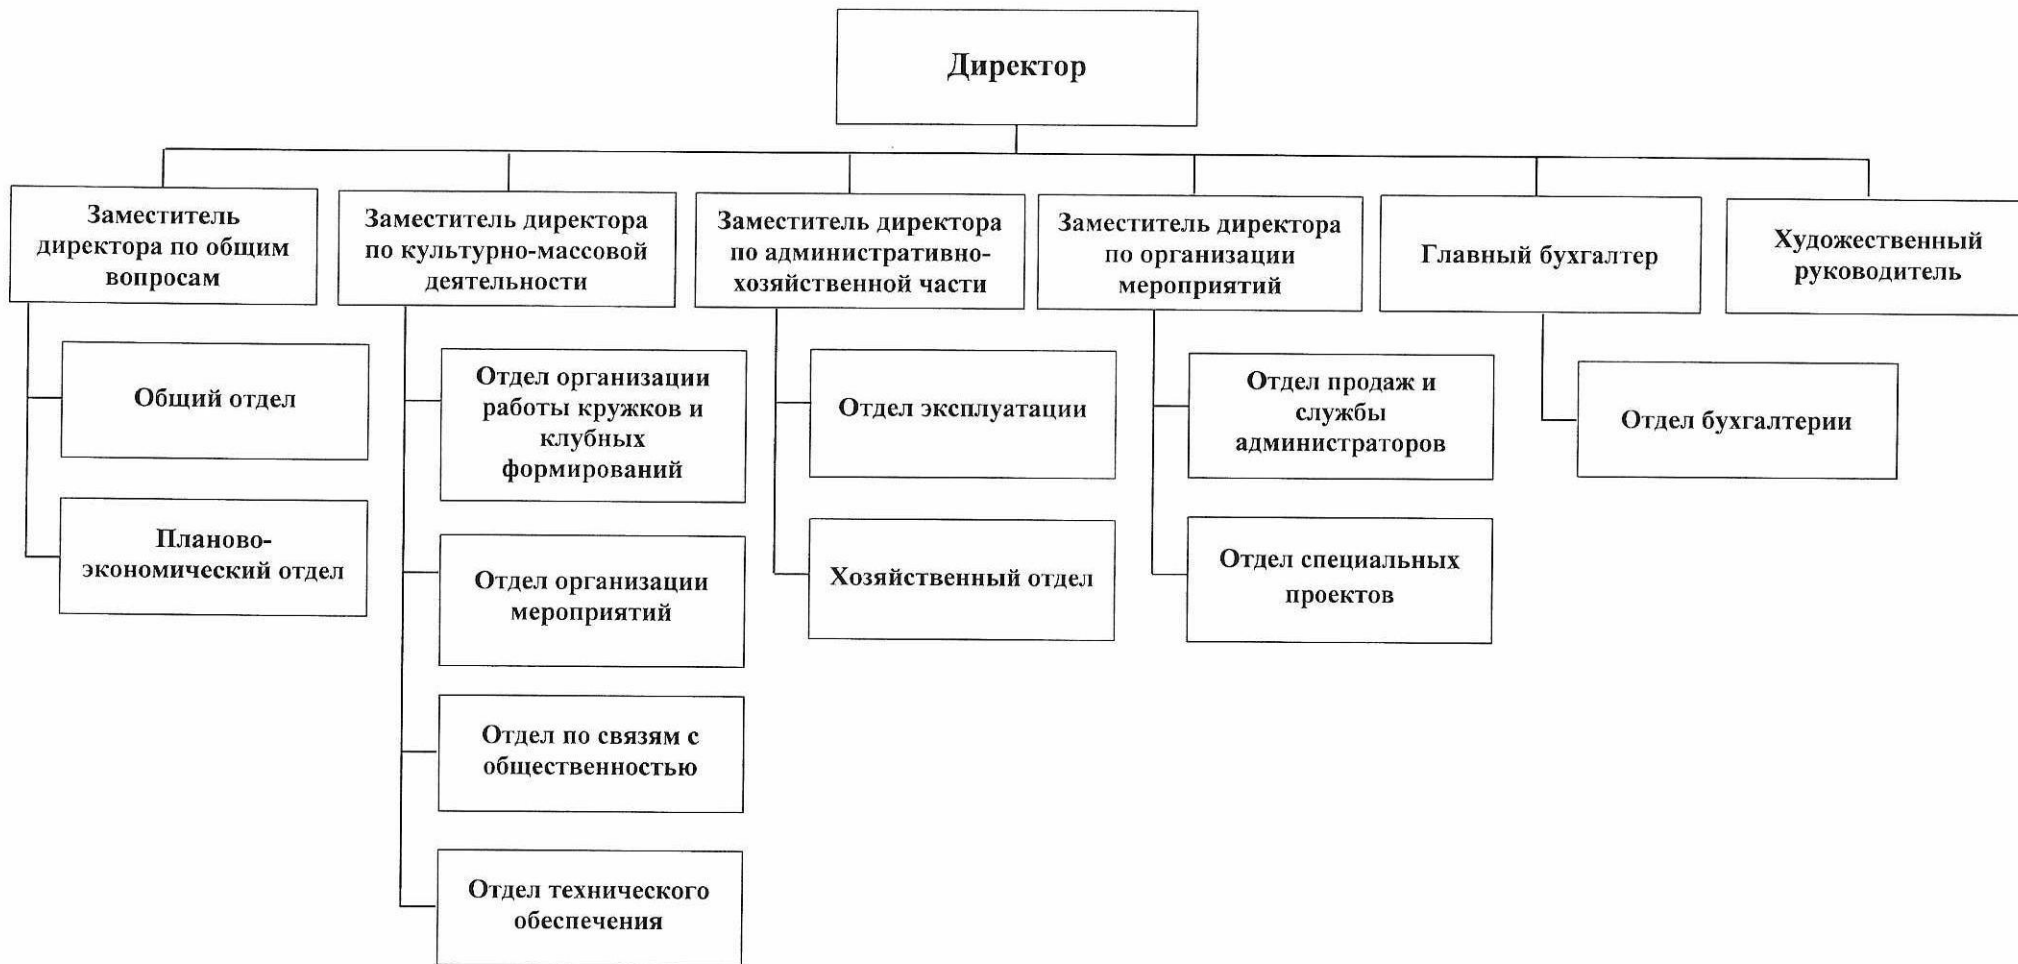 Директор
Заместитель
директора по общим
вопросам
Заместитель директора
по культурно-массовой
деятельности
Заместитель директора
по административно-
хозяйственной части
Заместитель директора
по организации
мероприятий
Главный бухгалтер
Художественный
руководитель
Общий отдел
Планово-
экономический отдел
Отдел организации
работы кружков и
клубных
формирований
Отдел организации
мероприятий
Отдел по связям с
общественностью
Отдел технического
обеспечения
Отдел эксплуатации
Хозяйственный отдел
Отдел продаж и
службы
администраторов
Отдел специальных
проектов
Отдел бухгалтерии